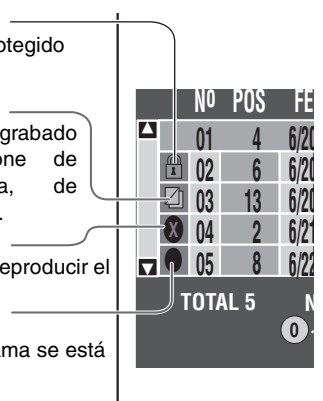 otegido
grabado
one de
a, de
.
eproducir el
ama se está
Nº POS FE
01 4 6/20
02 6 6/20
03 13 6/20
X 04 2 6/21
05 8 6/22
TOTAL 5 N
0